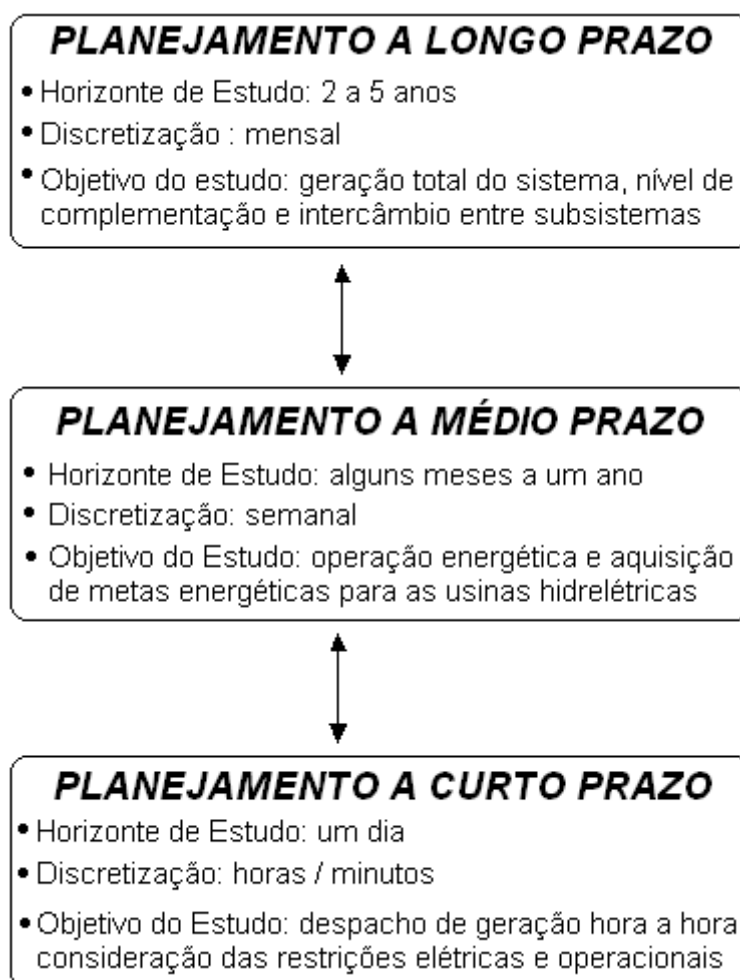 PLANEJAMENTO A LONGO PRAZO
• Horizonte de Estudo: 2 a 5 anos
• Discretização : mensal
• Objetivo do estudo: geração total do sistema, nível de
complementação e intercâmbio entre subsistemas
PLANEJAMENTO A MÉDIO PRAZO
• Horizonte de Estudo: alguns meses a um ano
• Discretização: semanal
• Objetivo do Estudo: operação energética e aquisição
de metas energéticas para as usinas hidrelétricas
PLANEJAMENTO A CURTO PRAZO
• Horizonte de Estudo: um dia
• Discretização: horas / minutos
• Objetivo do Estudo: despacho de geração hora a hora
consideração das restrições elétricas e operacionais